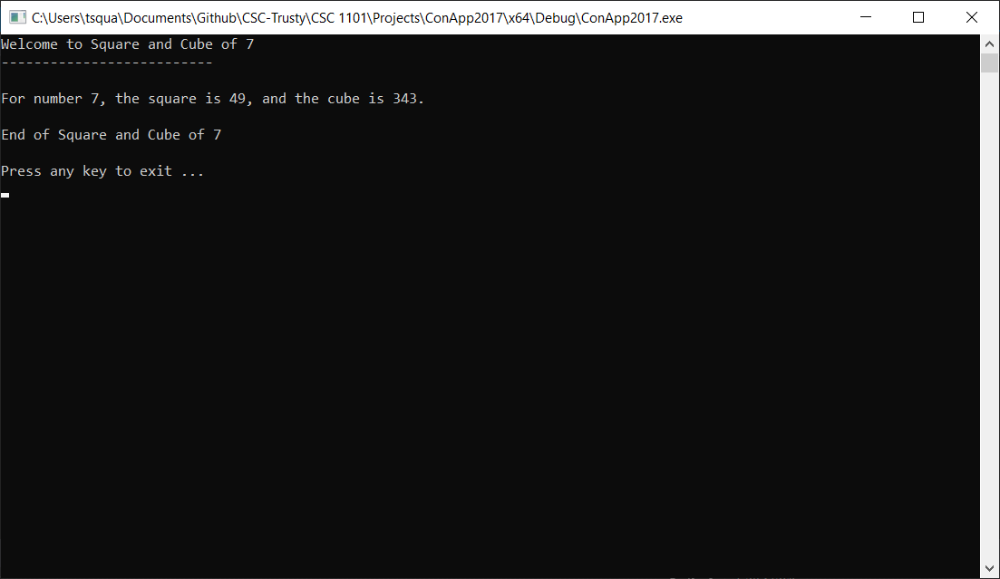 C:\Users\tsqua\Documents\Github\CSC-Trusty\CSC 1101\Projects\ConApp2017\x64\Debug\ConApp2017.exe
Welcome to Square and Cube of 7
--------------------------
For number 7, the square is 49, and the cube is 343.
End of Square and Cube of 7
Press any key to exit ...